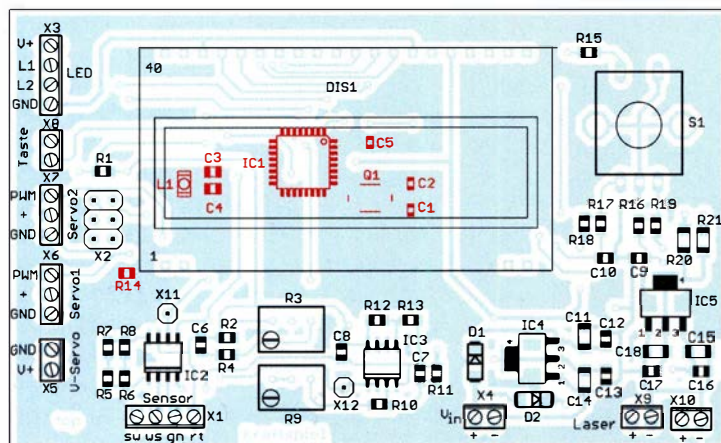 X3
V+
L1
L2
GND
LED
X8
Taste
R1
X7
PWM
+
GND
Servo2
X2
X6
PWM
+
GND
Servo1
R14
GND
V+
X5
U-Servo
40
DIS1
1
IC1
C3
C4
L1
C5
Q1
C2
C1
R15
S1
R17
R18
R16
R19
R20
R21
C10
C9
IC5
1 2 3
C18
C15
C17
C16
X11
R7
R8
R5
R6
C6
R2
R4
IC2
Sensor
X1
sw ws gn rt
R3
R9
R12
R13
IC3
C8
C7
R11
X12
R10
D1
IC4
1
2
3
D2
C11
C12
C14
C13
X4
Vin
+ -
Laser
X9
+ -
X10
+ -